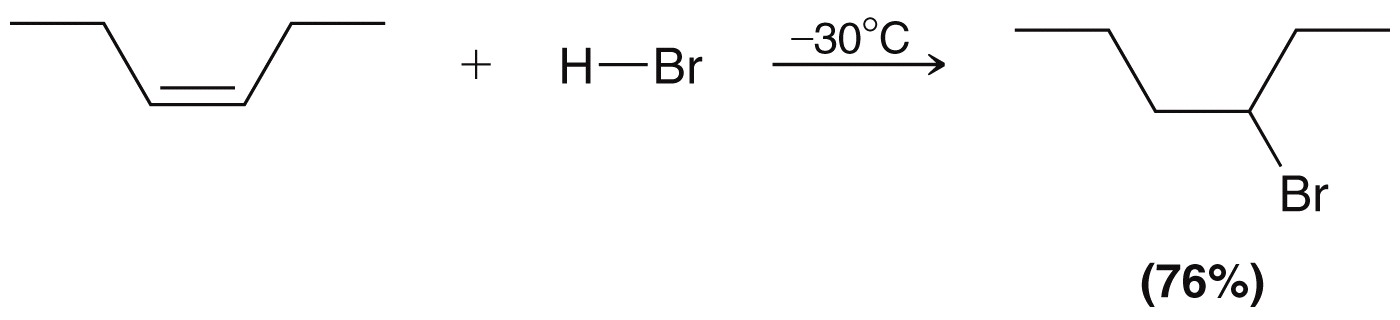 –30°C
+ H—Br
Br
(76%)